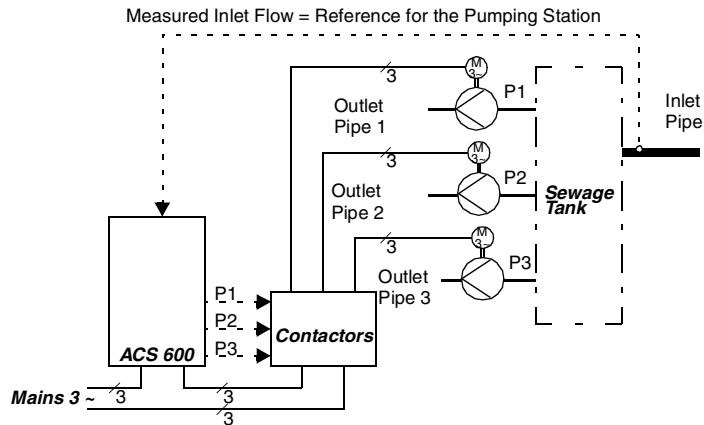 Measured Inlet Flow = Reference for the Pumping Station
M
3~
3
P1
Outlet
Pipe 1
Inlet
Pipe
M
3~
3
P2
Outlet
Pipe 2
Sewage
Tank
M
3~
3
P3
Outlet
Pipe 3
P1
P2
P3
ACS 600
Contactors
Mains 3 ~
3
3
3